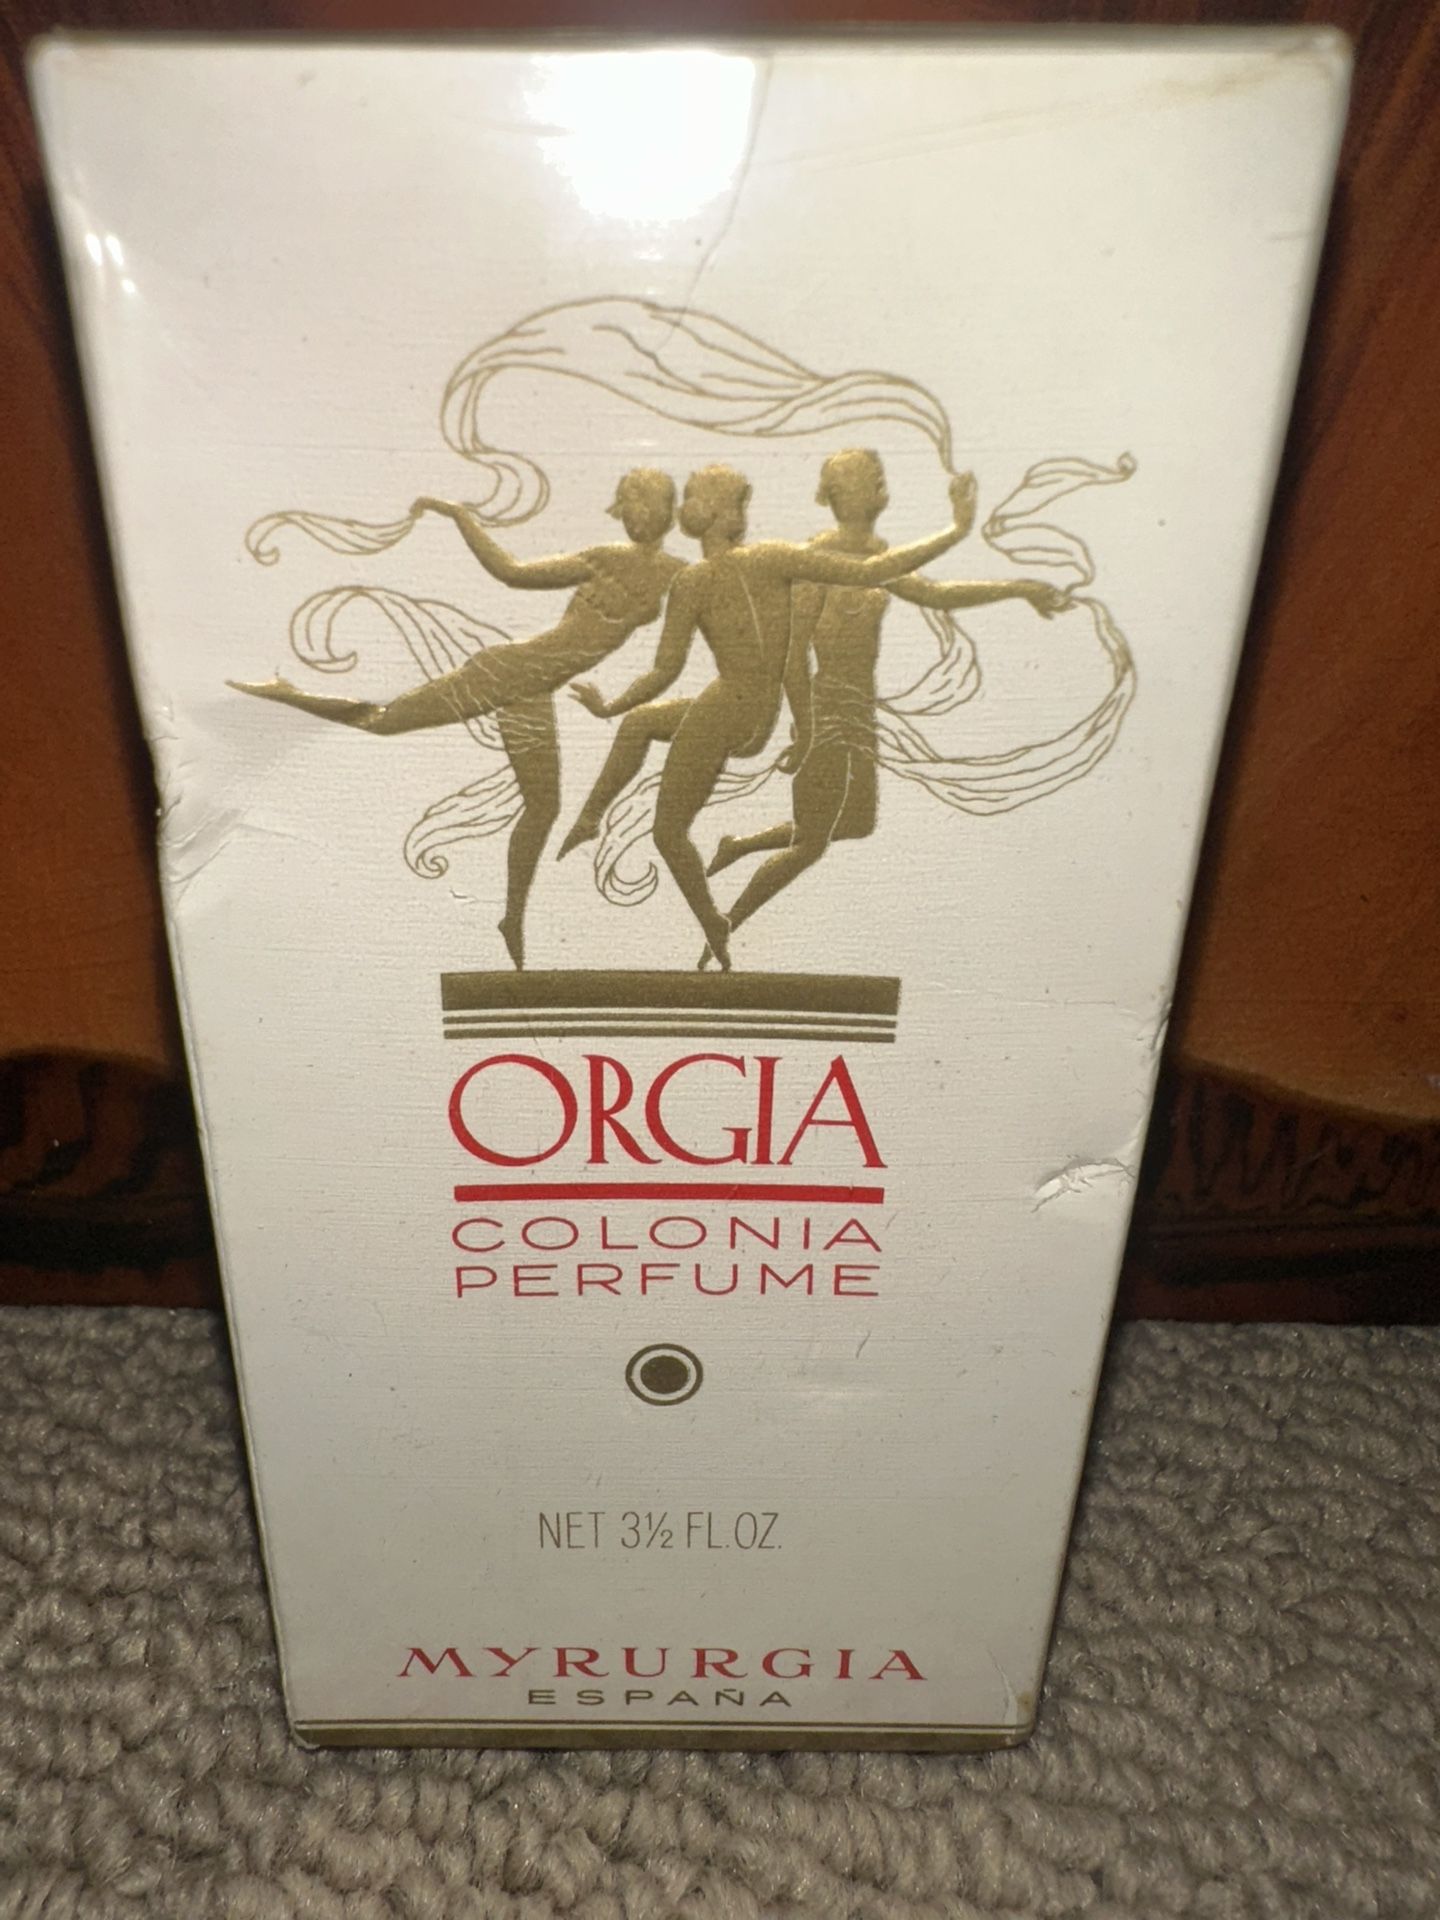 ORGIA
COLONIA
PERFUME
NET 3½ FL.OZ.
MYRURGIA
ESPAÑA